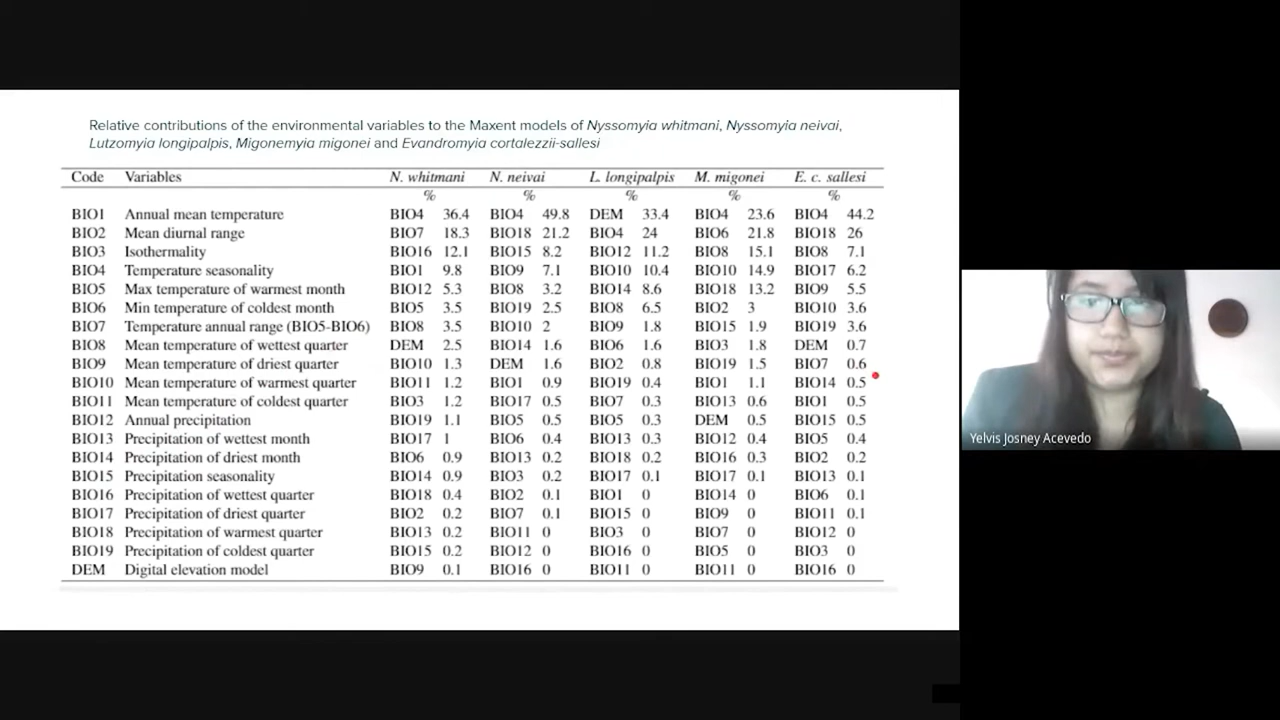 Relative contributions of the environmental variables to the Maxent models of Nyssomyia whitmani, Nyssomyia neivai,
Lutzomyia longipalpis, Migonemyia migonei and Evandromyia cortalezzii-sallesi
Code Variables N. whitmani N. neivai L. longipalpis M. migonei E. c. sallesi
% % % % %
BIO1 Annual mean temperature BIO4 36.4 BIO4 49.8 DEM 33.4 BIO4 23.6 BIO4 44.2
BIO2 Mean diurnal range BIO7 18.3 BIO18 21.2 BIO4 24 BIO6 21.8 BIO18 26
BIO3 Isothermality BIO16 12.1 BIO15 8.2 BIO12 11.2 BIO8 15.1 BIO8 7.1
BIO4 Temperature seasonality BIO1 9.8 BIO9 7.1 BIO10 10.4 BIO10 14.9 BIO17 6.2
BIO5 Max temperature of warmest month BIO12 5.3 BIO8 3.2 BIO14 8.6 BIO18 13.2 BIO9 5.5
BIO6 Min temperature of coldest month BIO5 3.5 BIO19 2.5 BIO8 6.5 BIO2 3 BIO10 3.6
BIO7 Temperature annual range (BIO5-BIO6) BIO8 3.5 BIO10 2 BIO9 1.8 BIO15 1.9 BIO19 3.6
BIO8 Mean temperature of wettest quarter DEM 2.5 BIO14 1.6 BIO6 1.6 BIO3 1.8 DEM 0.7
BIO9 Mean temperature of driest quarter BIO10 1.3 DEM 1.6 BIO2 0.8 BIO19 1.5 BIO7 0.6
BIO10 Mean temperature of warmest quarter BIO11 1.2 BIO1 0.9 BIO19 0.4 BIO1 1.1 BIO14 0.5
BIO11 Mean temperature of coldest quarter BIO3 1.2 BIO17 0.5 BIO7 0.3 BIO13 0.6 BIO1 0.5
BIO12 Annual precipitation BIO19 1.1 BIO5 0.5 BIO5 0.3 DEM 0.5 BIO15 0.5
BIO13 Precipitation of wettest month BIO17 1 BIO6 0.4 BIO13 0.3 BIO12 0.4 BIO5 0.4
BIO14 Precipitation of driest month BIO6 0.9 BIO13 0.2 BIO18 0.2 BIO16 0.3 BIO2 0.2
BIO15 Precipitation seasonality BIO14 0.9 BIO3 0.2 BIO17 0.1 BIO17 0.1 BIO13 0.1
BIO16 Precipitation of wettest quarter BIO18 0.4 BIO2 0.1 BIO1 0 BIO14 0 BIO6 0.1
BIO17 Precipitation of driest quarter BIO2 0.2 BIO7 0.1 BIO15 0 BIO9 0 BIO11 0.1
BIO18 Precipitation of warmest quarter BIO13 0.2 BIO11 0 BIO3 0 BIO7 0 BIO12 0
BIO19 Precipitation of coldest quarter BIO15 0.2 BIO12 0 BIO16 0 BIO5 0 BIO3 0
DEM Digital elevation model BIO9 0.1 BIO16 0 BIO11 0 BIO11 0 BIO16 0
Yelvis Josney Acevedo